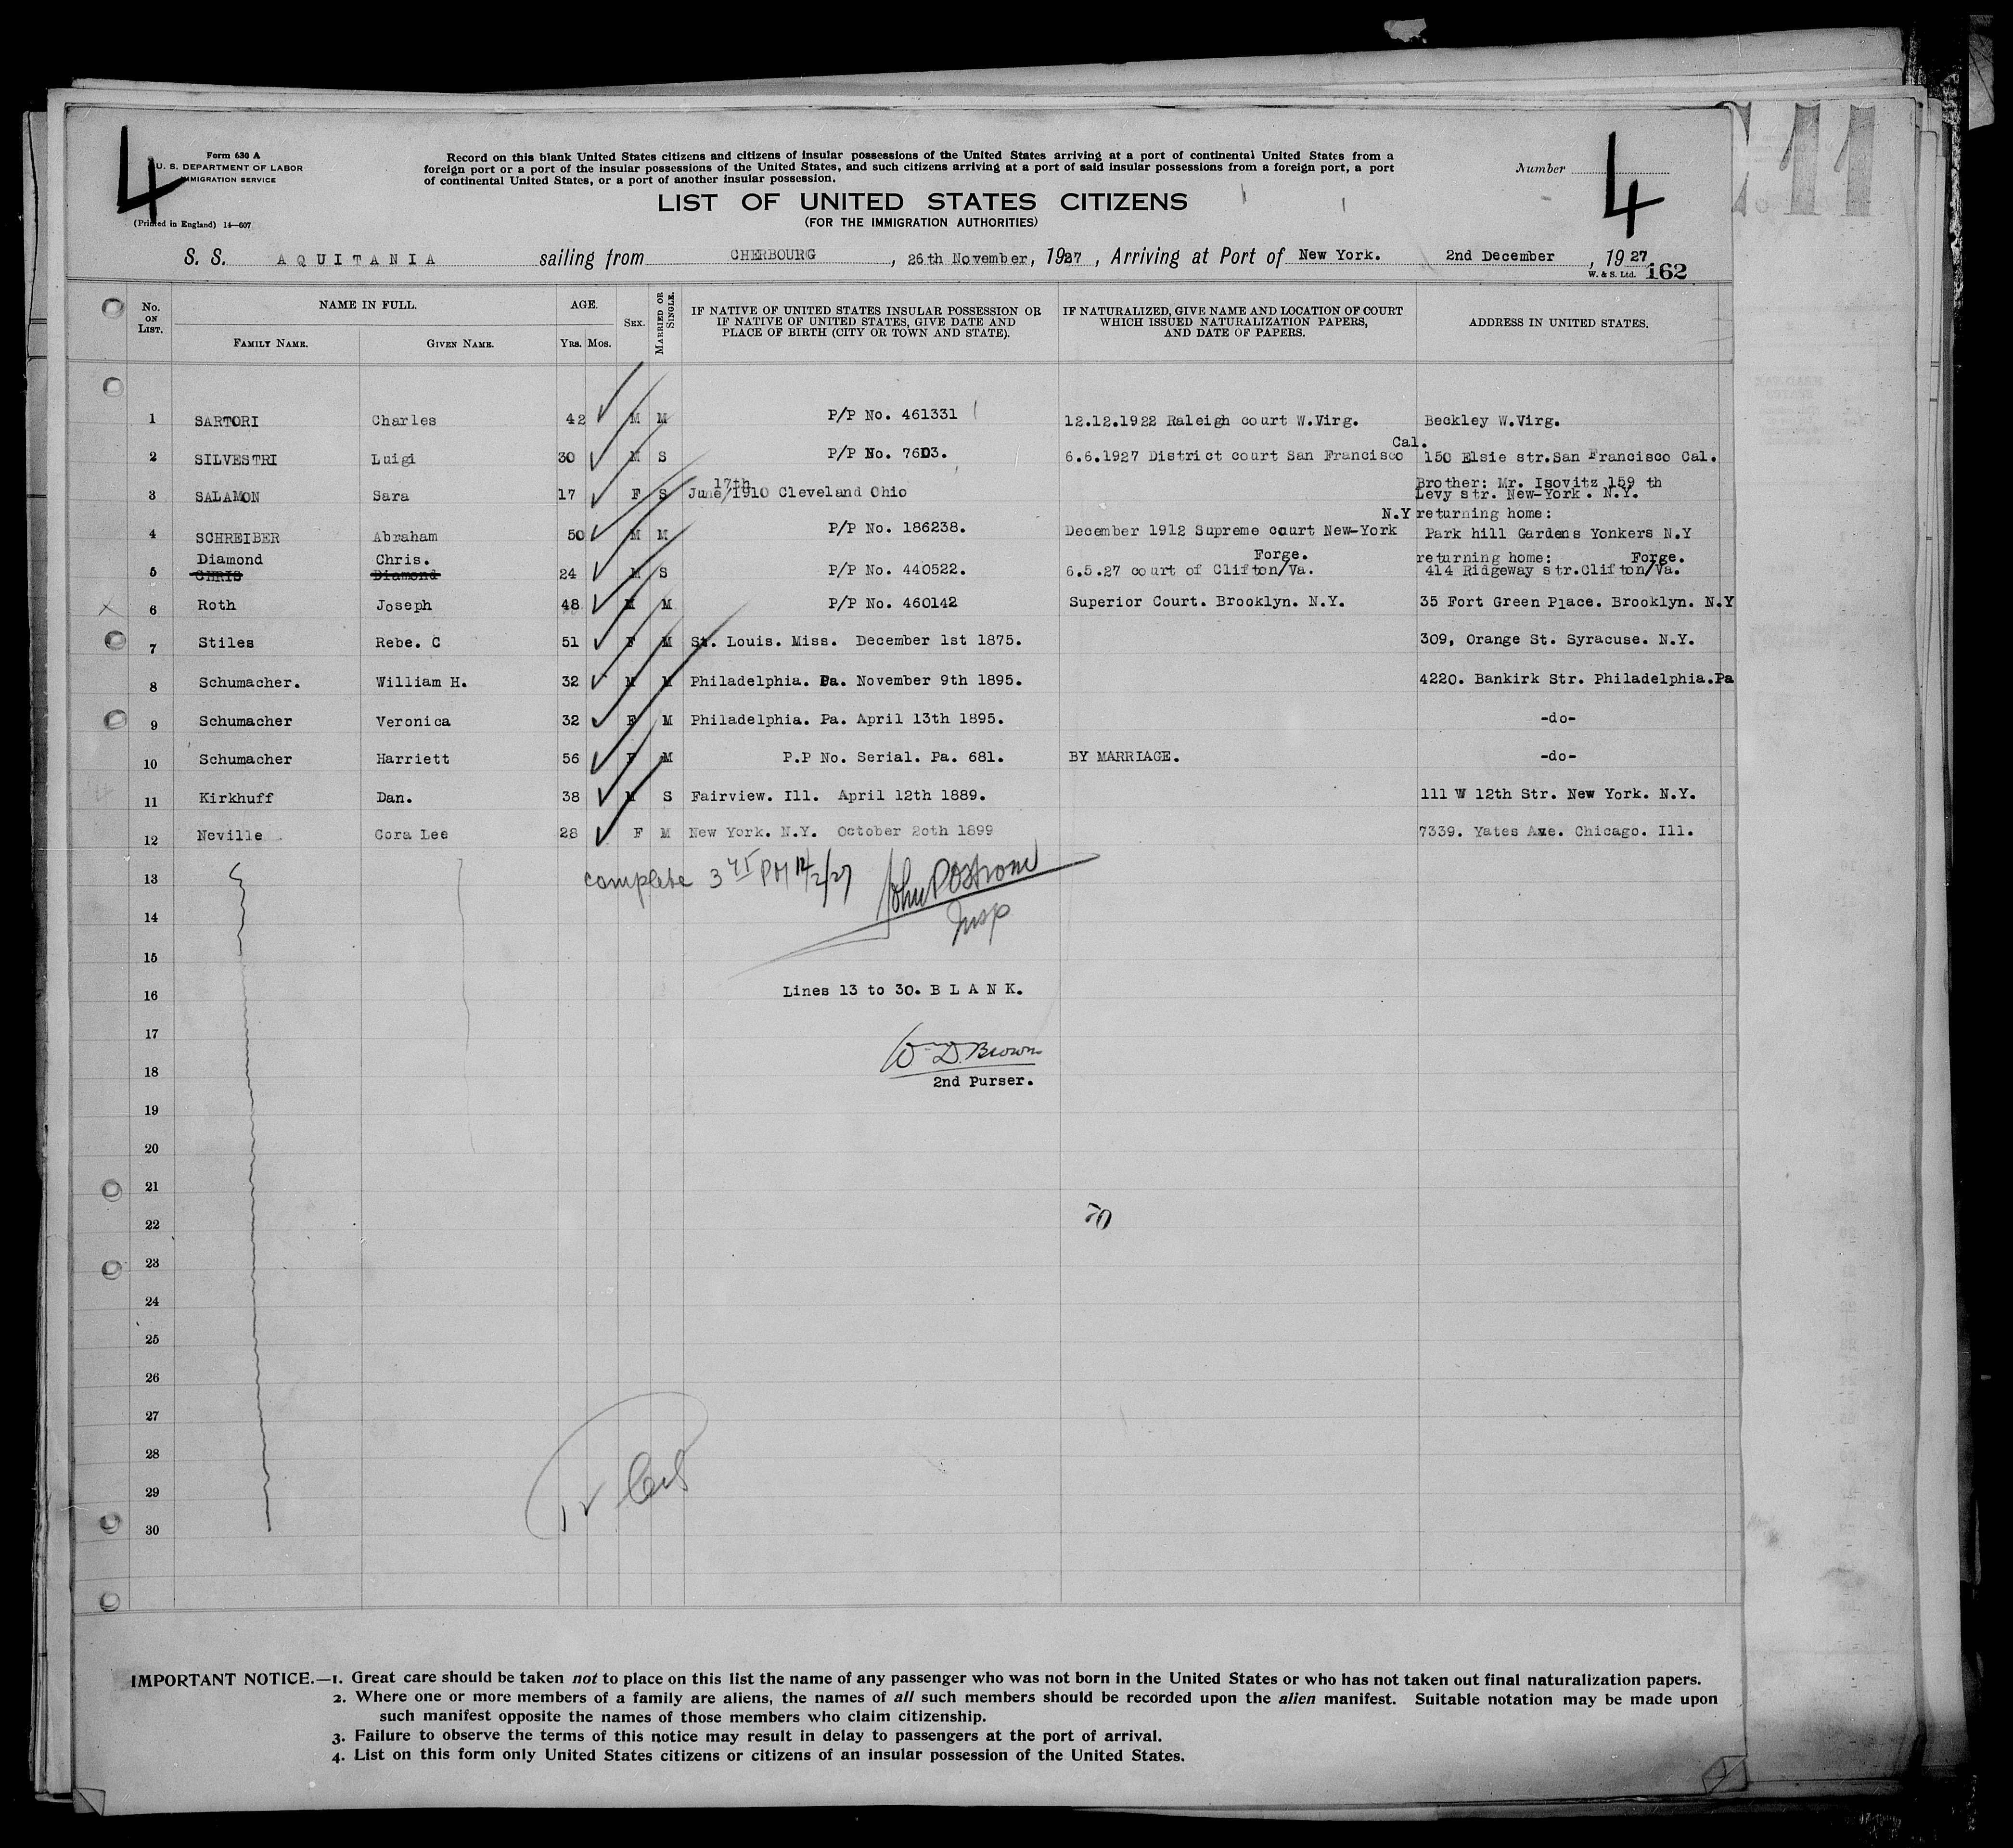 4
Form 630 A
U. S. DEPARTMENT OF LABOR
IMMIGRATION SERVICE
(Printed in England) 14—607
Record on this blank United States citizens and citizens of insular possessions of the United States arriving at a port of continental United States from a
foreign port or a port of the insular possessions of the United States, and such citizens arriving at a port of said insular possessions from a foreign port, a port
of continental United States, or a port of another insular possession.
Number 4
LIST OF UNITED STATES CITIZENS
(FOR THE IMMIGRATION AUTHORITIES)
S. S. AQUITANIA sailing from CHERBOURG, 26th November, 1927, Arriving at Port of New York. 2nd December, 1927
W. & S. Ltd. 162
No. ON LIST. NAME IN FULL. FAMILY NAME. GIVEN NAME. AGE. YRS. MOS. SEX. MARRIED OR SINGLE. IF NATIVE OF UNITED STATES INSULAR POSSESSION OR IF NATIVE OF UNITED STATES, GIVE DATE AND PLACE OF BIRTH (CITY OR TOWN AND STATE). IF NATURALIZED, GIVE NAME AND LOCATION OF COURT WHICH ISSUED NATURALIZATION PAPERS, AND DATE OF PAPERS. ADDRESS IN UNITED STATES.
1 SARTORI Charles 42 M M P/P No. 461331 12.12.1922 Raleigh court W.Virg. Beckley W.Virg.
2 SILVESTRI Luigi 30 M S P/P No. 7603. 6.6.1927 District court San Francisco Cal. 150 Elsie str.San Francisco Cal.
3 SALAMON Sara 17 F S June 17th/1910 Cleveland Ohio Brother: Mr. Isovitz 159 th
Levy str. New-York. N.Y.
4 SCHREIBER Abraham 50 M M P/P No. 186238. December 1912 Supreme court New-York N.Y returning home:
Park hill Gardens Yonkers N.Y
5 Diamond Chris. 24 M S P/P No. 440522. 6.5.27 court of Clifton/Forge. Va. returning home:
414 Ridgeway str.Clifton/Forge. Va.
CHRIS Diamond
6 Roth Joseph 48 M M P/P No. 460142 Superior Court. Brooklyn. N.Y. 35 Fort Green Place. Brooklyn. N.Y
7 Stiles Rebe. C 51 F M St. Louis. Miss. December 1st 1875. 309, Orange St. Syracuse. N.Y.
8 Schumacher. William H. 32 M M Philadelphia. Pa. November 9th 1895. 4220. Bankirk Str. Philadelphia.Pa
9 Schumacher Veronica 32 F M Philadelphia. Pa. April 13th 1895. -do-
10 Schumacher Harriett 56 F M P.P No. Serial. Pa. 681. BY MARRIAGE. -do-
11 Kirkhuff Dan. 38 M S Fairview. Ill. April 12th 1889. 111 W 12th Str. New York. N.Y.
12 Neville Cora Lee 28 F M New York. N.Y. October 20th 1899 7339. Yates Ave. Chicago. Ill.
13 complete 3 45 PM 12/2/27
14 Insp
15
16 Lines 13 to 30. B L A N K.
17 Wm D. Brown
18 2nd Purser.
19
20
21
22 70
23
24
25
26
27
28
29
30
IMPORTANT NOTICE.—1. Great care should be taken not to place on this list the name of any passenger who was not born in the United States or who has not taken out final naturalization papers.
2. Where one or more members of a family are aliens, the names of all such members should be recorded upon the alien manifest. Suitable notation may be made upon
such manifest opposite the names of those members who claim citizenship.
3. Failure to observe the terms of this notice may result in delay to passengers at the port of arrival.
4. List on this form only United States citizens or citizens of an insular possession of the United States.